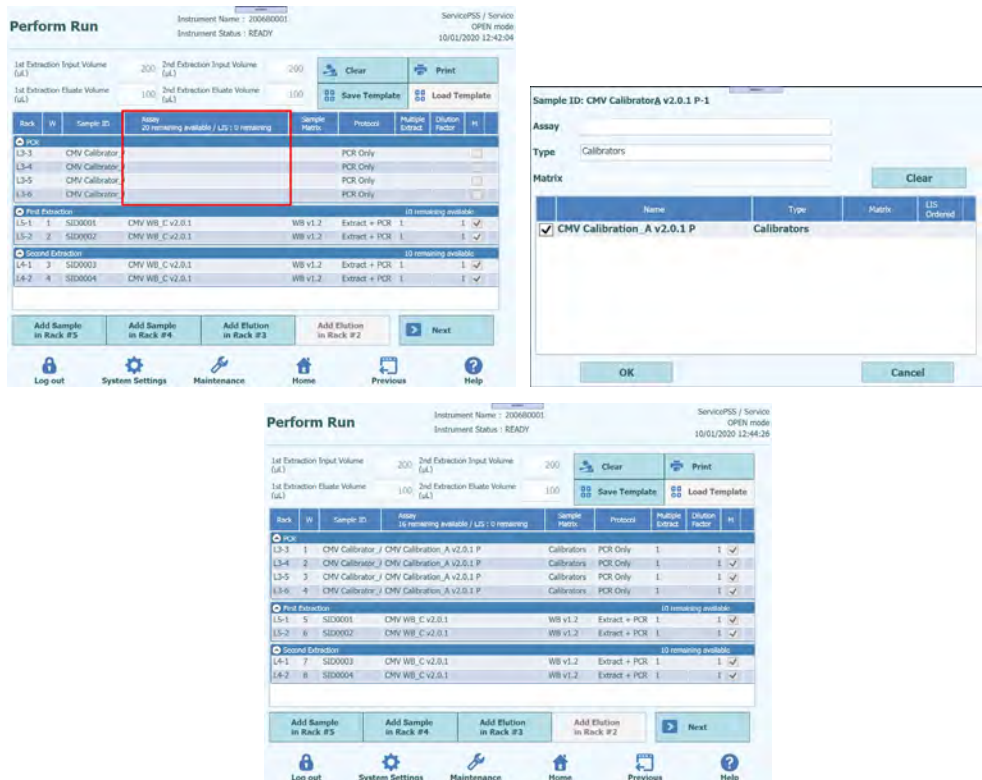 Perform Run
Instrument Name : 200680001
Instrument Status : READY
ServicePSS / Service
OPEN mode
10/01/2020 12:42:04
1st Extraction Input Volume (uL) 200 2nd Extraction Input Volume (uL) 200 Clear Print
1st Extraction Eluate Volume (uL) 100 2nd Extraction Eluate Volume (uL) 100 Save Template Load Template
Rack W Sample ID Assay Sample Matrix Protocol Multiple Extract Dilution Factor M
20 remaining available / LIS : 0 remaining
PCR
L3-3 CMV Calibrator_ PCR Only
L3-4 CMV Calibrator_ PCR Only
L3-5 CMV Calibrator_ PCR Only
L3-6 CMV Calibrator_ PCR Only
First Extraction 10 remaining available
L5-1 1 SID0001 CMV WB_C v2.0.1 WB v1.2 Extract + PCR 1 1
L5-2 2 SID0002 CMV WB_C v2.0.1 WB v1.2 Extract + PCR 1 1
Second Extraction 10 remaining available
L4-1 3 SID0003 CMV WB_C v2.0.1 WB v1.2 Extract + PCR 1 1
L4-2 4 SID0004 CMV WB_C v2.0.1 WB v1.2 Extract + PCR 1 1
Add Sample in Rack #5 Add Sample in Rack #4 Add Elution in Rack #3 Add Elution in Rack #2 Next
Log out System Settings Maintenance Home Previous Help
Sample ID: CMV CalibratorA v2.0.1 P-1
Assay
Type Calibrators
Matrix Clear
Name Type Matrix LIS Ordered
CMV Calibration_A v2.0.1 P Calibrators
OK Cancel
Perform Run
Instrument Name : 200680001
Instrument Status : READY
ServicePSS / Service
OPEN mode
10/01/2020 12:44:26
1st Extraction Input Volume (uL) 200 2nd Extraction Input Volume (uL) 200 Clear Print
1st Extraction Eluate Volume (uL) 100 2nd Extraction Eluate Volume (uL) 100 Save Template Load Template
Rack W Sample ID Assay Sample Matrix Protocol Multiple Extract Dilution Factor M
16 remaining available / LIS : 0 remaining
PCR
L3-3 1 CMV Calibrator_ CMV Calibration_A v2.0.1 P Calibrators PCR Only 1 1
L3-4 2 CMV Calibrator_ CMV Calibration_A v2.0.1 P Calibrators PCR Only 1 1
L3-5 3 CMV Calibrator_ CMV Calibration_A v2.0.1 P Calibrators PCR Only 1 1
L3-6 4 CMV Calibrator_ CMV Calibration_A v2.0.1 P Calibrators PCR Only 1 1
First Extraction 10 remaining available
L5-1 5 SID0001 CMV WB_C v2.0.1 WB v1.2 Extract + PCR 1 1
L5-2 6 SID0002 CMV WB_C v2.0.1 WB v1.2 Extract + PCR 1 1
Second Extraction 10 remaining available
L4-1 7 SID0003 CMV WB_C v2.0.1 WB v1.2 Extract + PCR 1 1
L4-2 8 SID0004 CMV WB_C v2.0.1 WB v1.2 Extract + PCR 1 1
Add Sample in Rack #5 Add Sample in Rack #4 Add Elution in Rack #3 Add Elution in Rack #2 Next
Log out System Settings Maintenance Home Previous Help